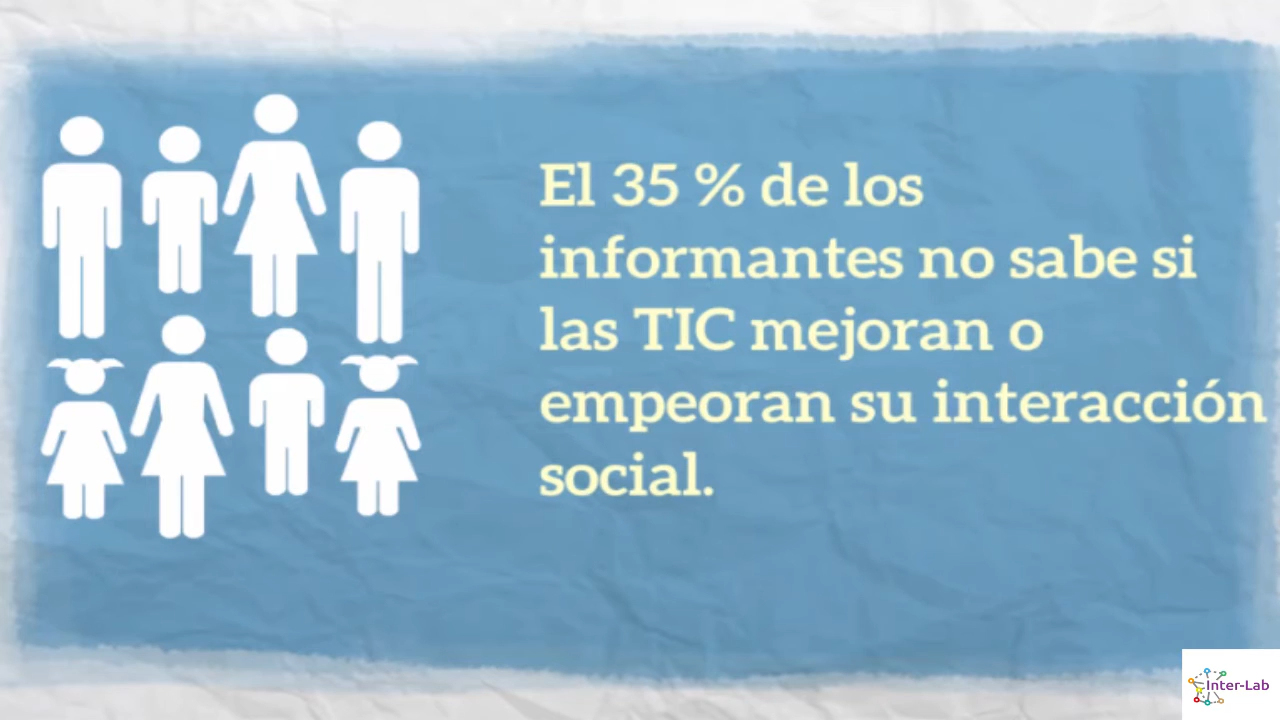 El 35 % de los
informantes no sabe si
las TIC mejoran o
empeoran su interacción
social.
Inter-Lab